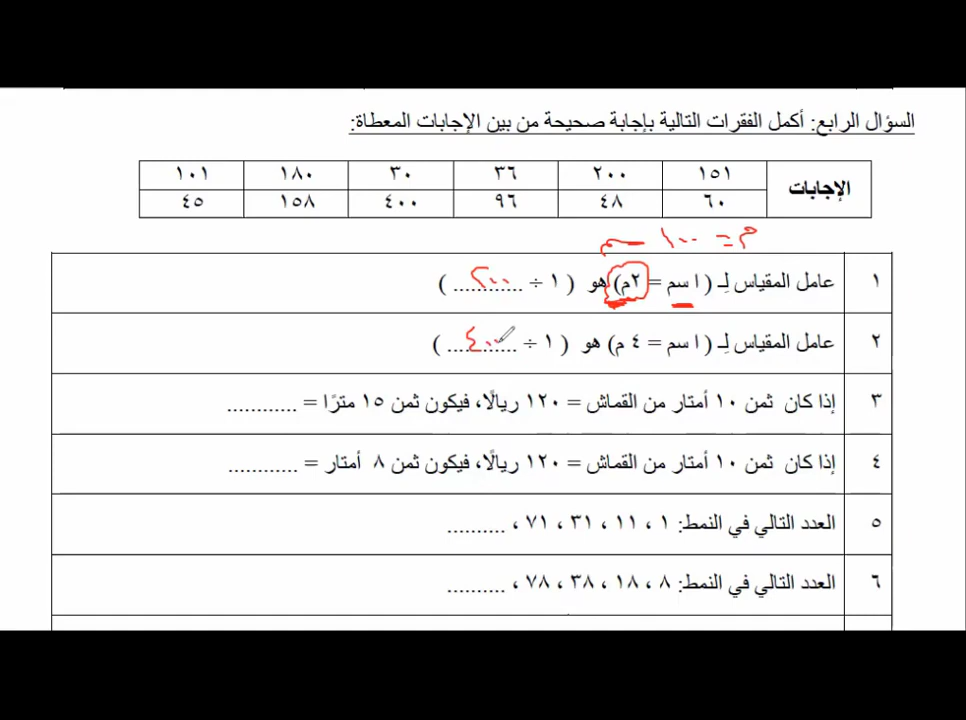 السؤال الرابع: أكمل الفقرات التالية بإجابة صحيحة من بين الإجابات المعطاة:
الإجابات ١٥١ ٢٠٠ ٣٦ ٣٠ ١٨٠ ١٠١
٦٠ ٤٨ ٩٦ ٤٠٠ ١٥٨ ٤٥
م = ١٠٠ سم
١ عامل المقياس لِـ ( ١ سم = ٢م) هو ( ١ ÷ ...٢٠٠... )
٢ عامل المقياس لِـ ( ١ سم = ٤ م) هو ( ١ ÷ ...٤٠٠... )
٣ إذا كان ثمن ١٠ أمتار من القماش = ١٢٠ ريالًا، فيكون ثمن ١٥ مترًا = ............
٤ إذا كان ثمن ١٠ أمتار من القماش = ١٢٠ ريالًا، فيكون ثمن ٨ أمتار = ............
٥ العدد التالي في النمط: ١ ، ١١ ، ٣١ ، ٧١ ، ..........
٦ العدد التالي في النمط: ٨ ، ١٨ ، ٣٨ ، ٧٨ ، ..........